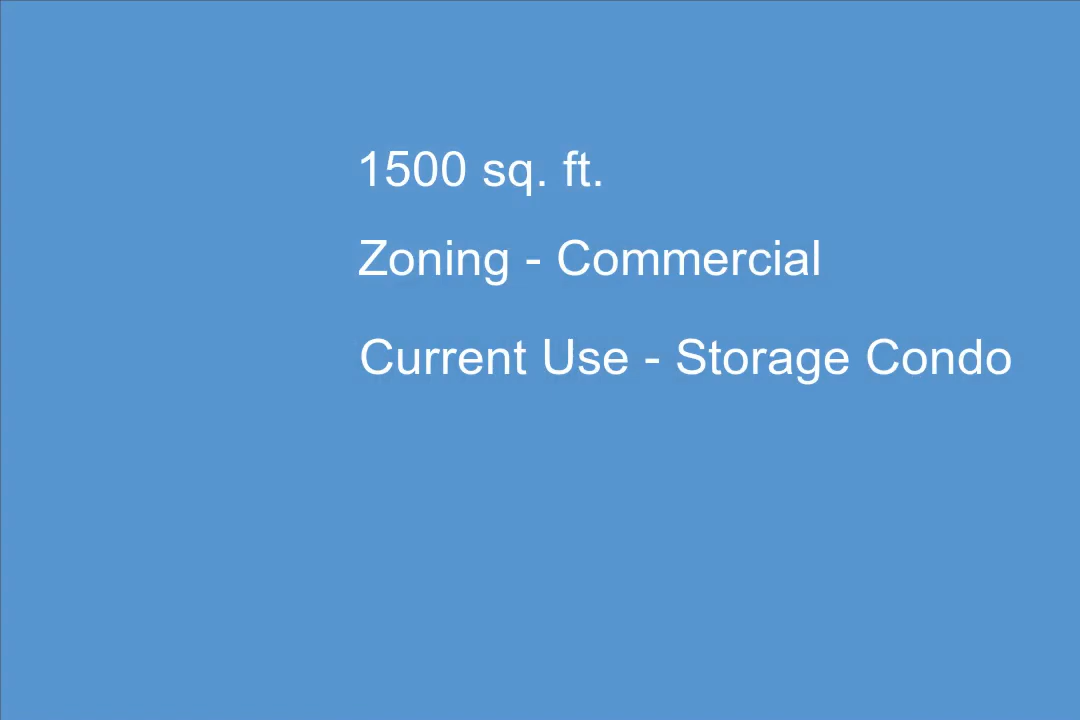 1500 sq. ft.
Zoning - Commercial
Current Use - Storage Condo